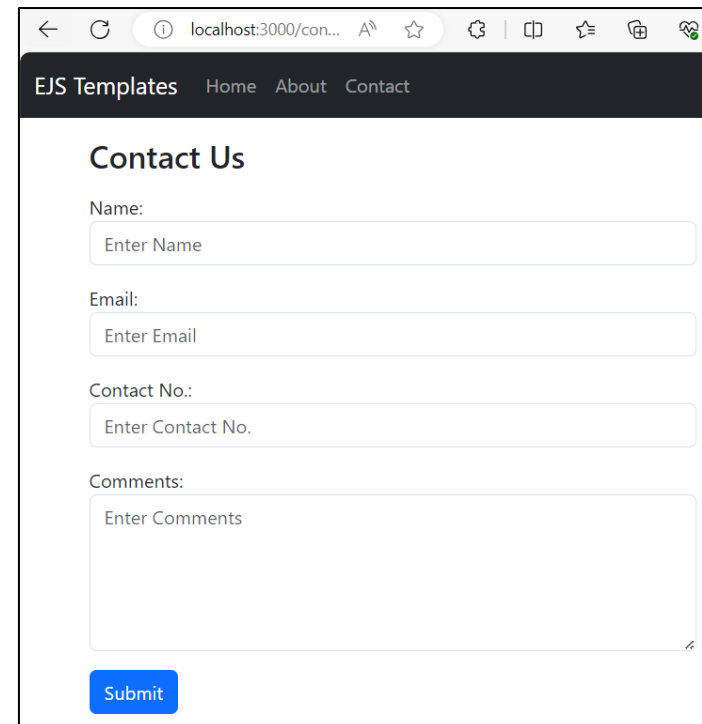 localhost:3000/con...
EJS Templates Home About Contact
Contact Us
Name:
Enter Name
Email:
Enter Email
Contact No.:
Enter Contact No.
Comments:
Enter Comments
Submit